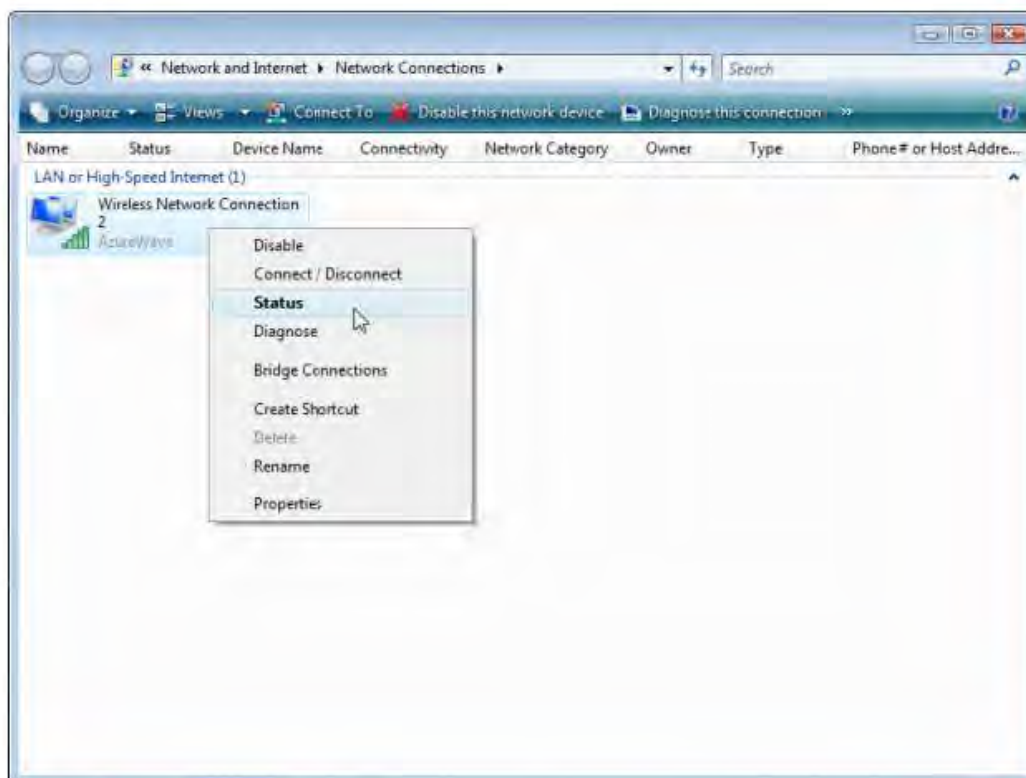 « Network and Internet ▸ Network Connections ▸ Search
Organize Views Connect To Disable this network device Diagnose this connection »
Name Status Device Name Connectivity Network Category Owner Type Phone # or Host Addre...
LAN or High-Speed Internet (1)
Wireless Network Connection
2
AzureWave
Disable
Connect / Disconnect
Status
Diagnose
Bridge Connections
Create Shortcut
Delete
Rename
Properties